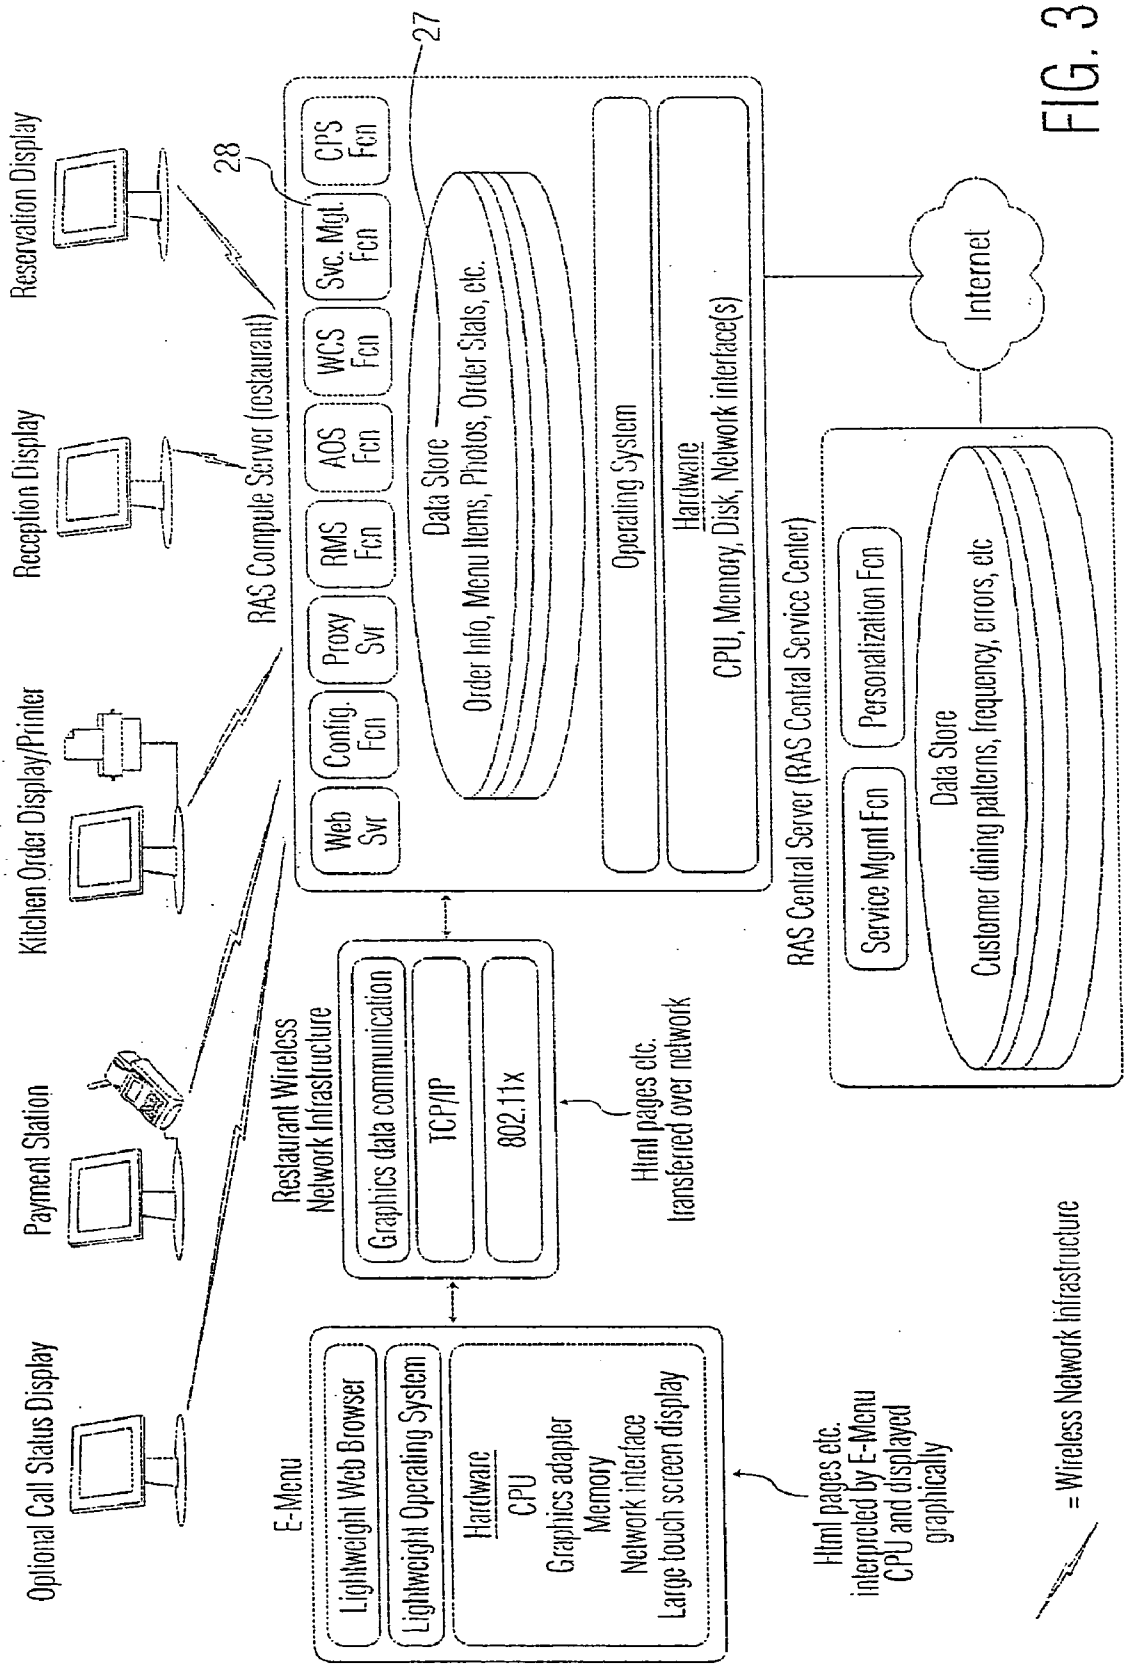 Optional Call Status Display
Payment Station
Kitchen Order Display/Printer
Reception Display
Reservation Display
E-Menu
Lightweight Web Browser
Lightweight Operating System
Hardware
CPU
Graphics adapter
Memory
Network interface
Large touch screen display
Html pages etc.
interpreted by E-Menu
CPU and displayed
graphically
Restaurant Wireless
Network Infrastructure
Graphics data communication
TCP/IP
802.11x
Html pages etc.
transferred over network
RAS Compute Server (restaurant)
Web
Svr
Config.
Fcn
Proxy
Svr
RMS
Fcn
AOS
Fcn
WCS
Fcn
Svc. Mgt.
Fcn
CPS
Fcn
28
27
Data Store
Order Info, Menu Items, Photos, Order Stats, etc.
Operating System
Hardware
CPU, Memory, Disk, Network interface(s)
Internet
RAS Central Server (RAS Central Service Center)
Service Mgmt Fcn
Personalization Fcn
Data Store
Customer dining patterns, frequency, errors, etc
= Wireless Network Infrastructure
FIG. 3